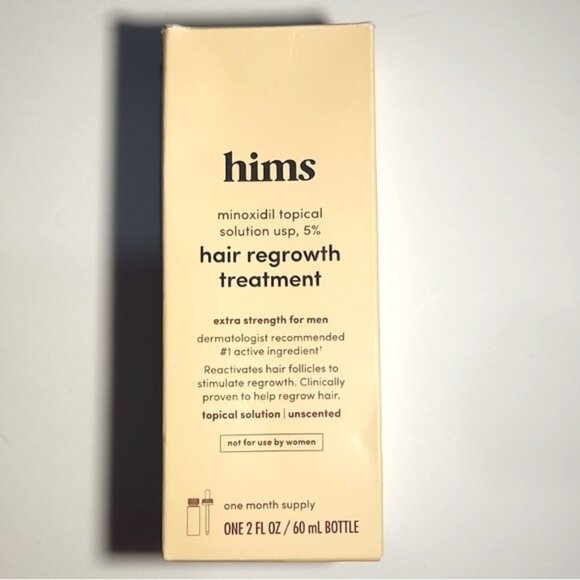 hims
minoxidil topical
solution usp, 5%
hair regrowth
treatment
extra strength for men
dermatologist recommended
#1 active ingredient†
Reactivates hair follicles to
stimulate regrowth. Clinically
proven to help regrow hair.
topical solution | unscented
not for use by women
one month supply
ONE 2 FL OZ / 60 mL BOTTLE